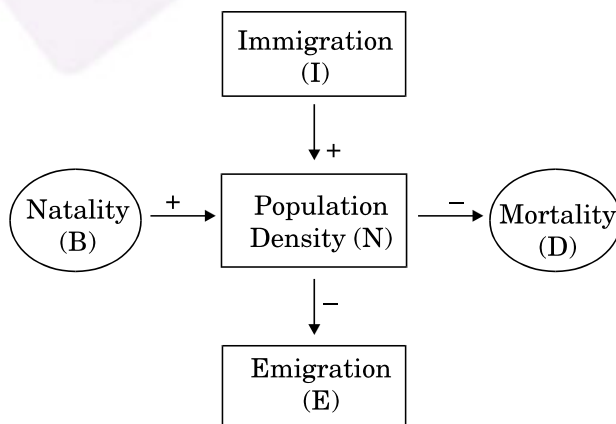 Immigration
(I)
+
Natality
(B)
+
Population
Density (N)
–
Mortality
(D)
–
Emigration
(E)